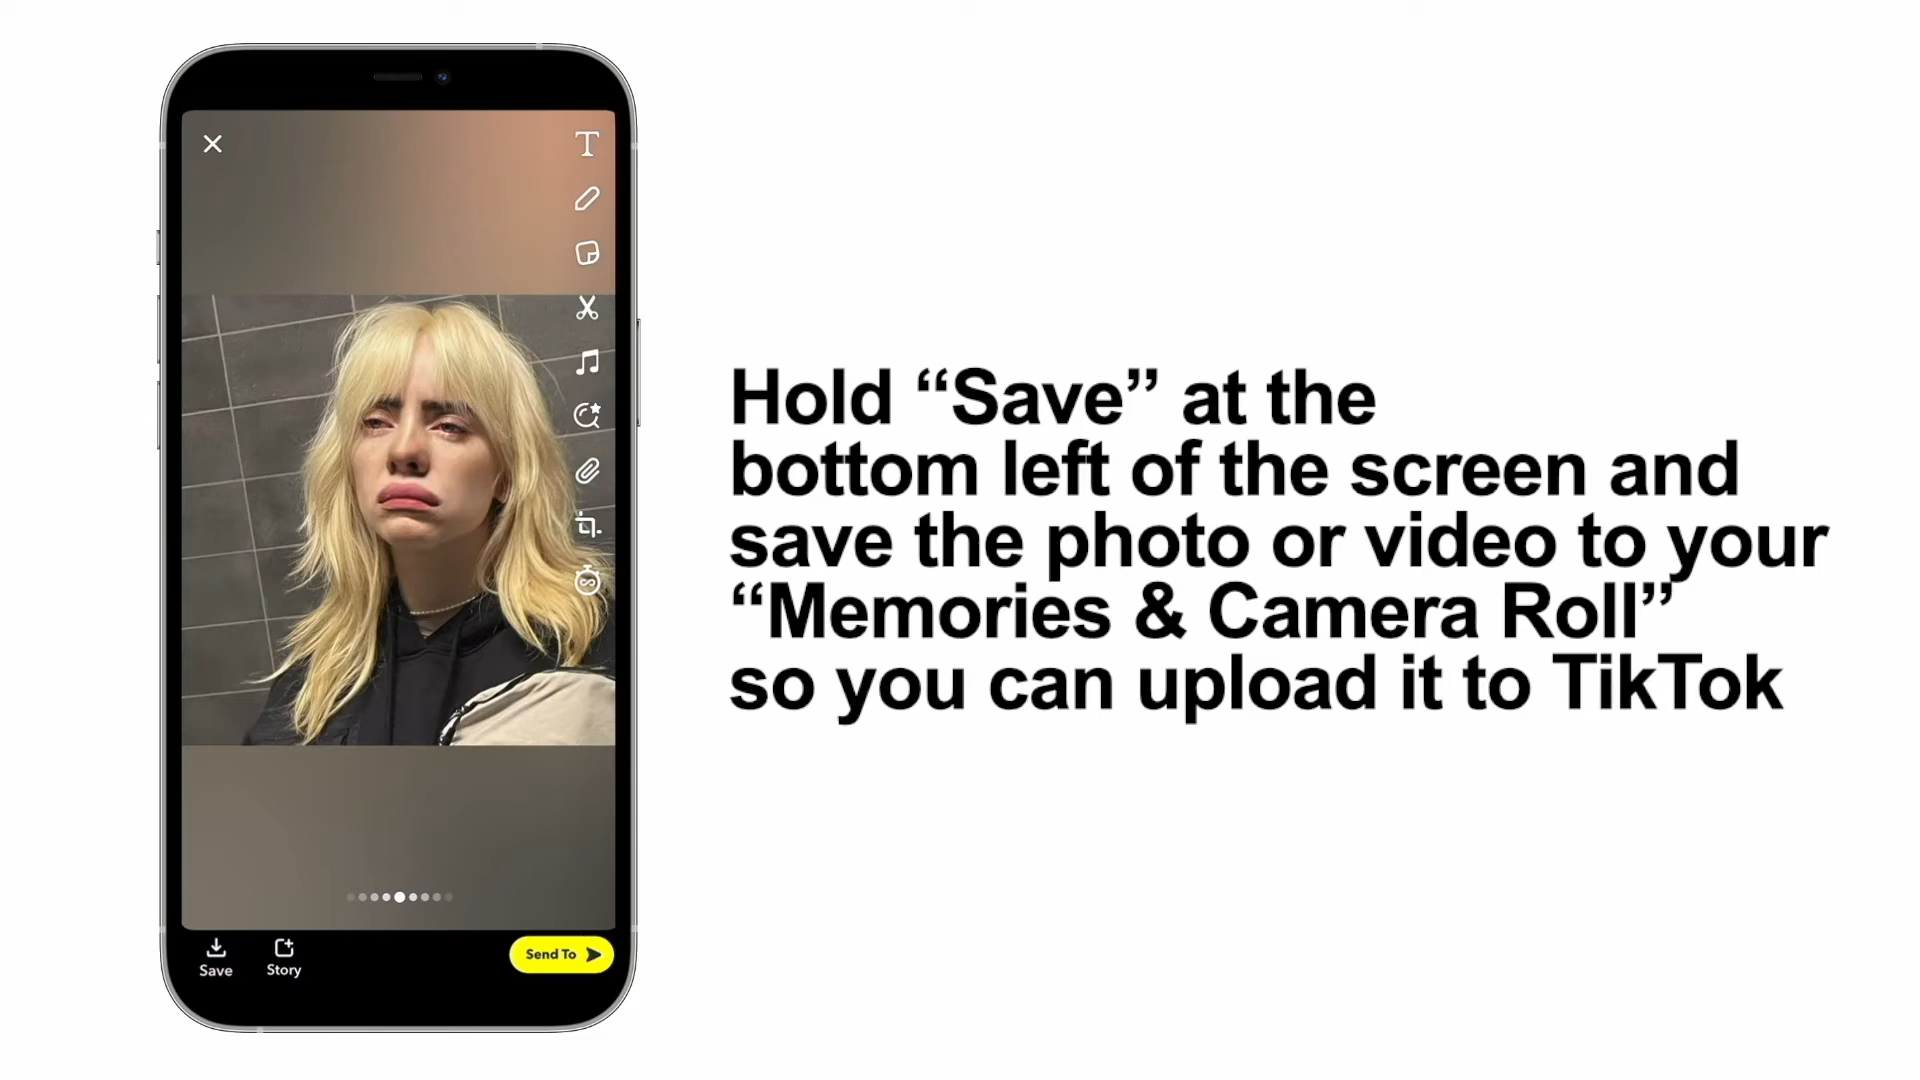 T
Hold “Save” at the
bottom left of the screen and
save the photo or video to your
“Memories & Camera Roll”
so you can upload it to TikTok
Save
Story
Send To